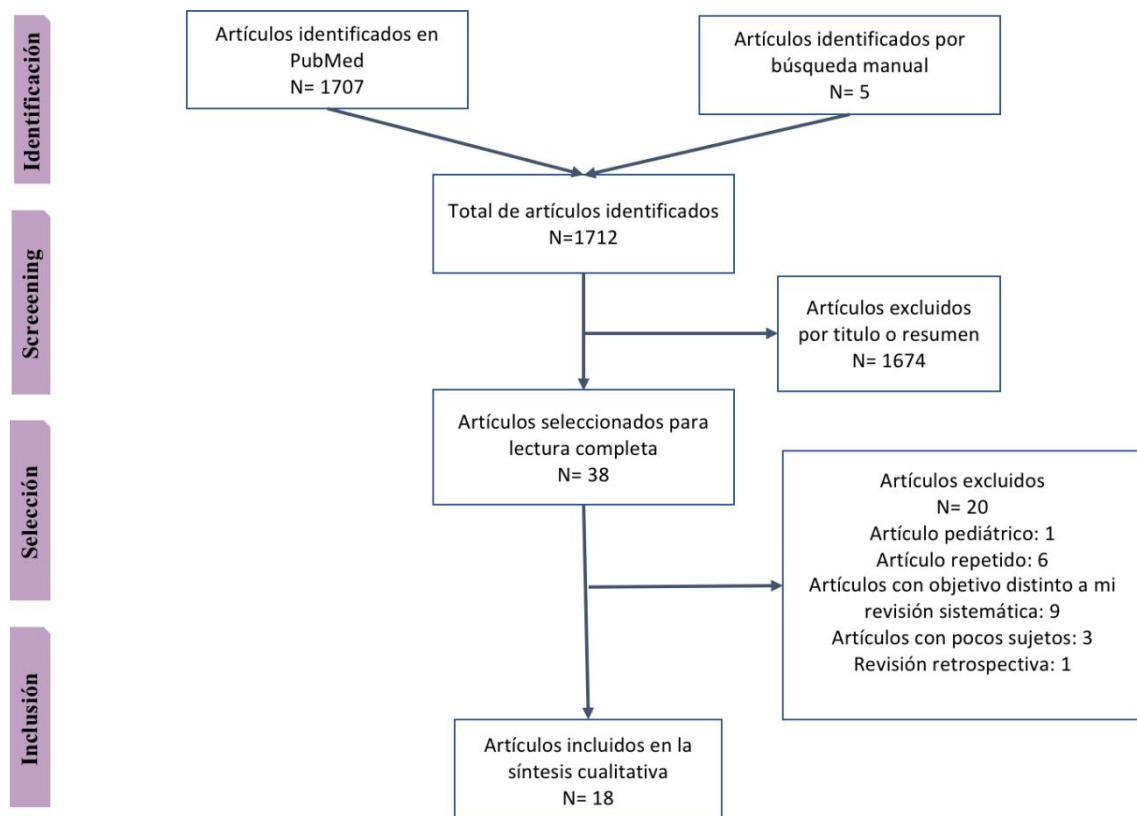 Identificación
Artículos identificados en
PubMed
N= 1707
Artículos identificados por
búsqueda manual
N= 5
Screening
Total de artículos identificados
N=1712
Artículos excluidos
por titulo o resumen
N= 1674
Selección
Artículos seleccionados para
lectura completa
N= 38
Artículos excluidos
N= 20
Artículo pediátrico: 1
Artículo repetido: 6
Artículos con objetivo distinto a mi
revisión sistemática: 9
Artículos con pocos sujetos: 3
Revisión retrospectiva: 1
Inclusión
Artículos incluidos en la
síntesis cualitativa
N= 18